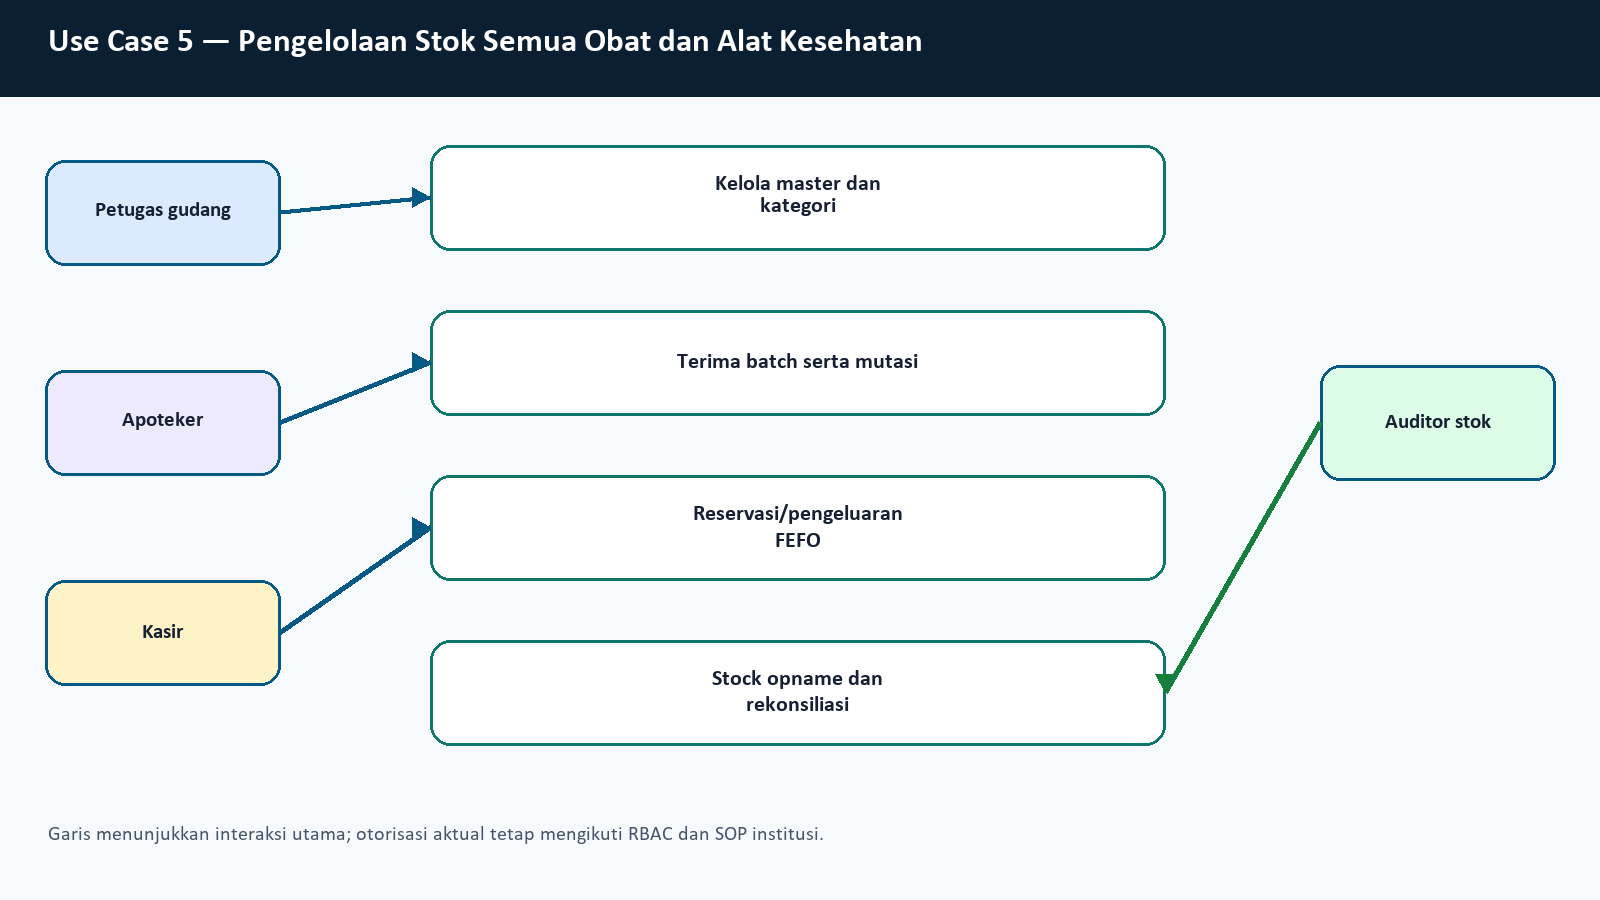 Use Case 5 — Pengelolaan Stok Semua Obat dan Alat Kesehatan
Petugas gudang
Kelola master dan
kategori
Apoteker
Terima batch serta mutasi
Kasir
Reservasi/pengeluaran
FEFO
Stock opname dan
rekonsiliasi
Auditor stok
Garis menunjukkan interaksi utama; otorisasi aktual tetap mengikuti RBAC dan SOP institusi.